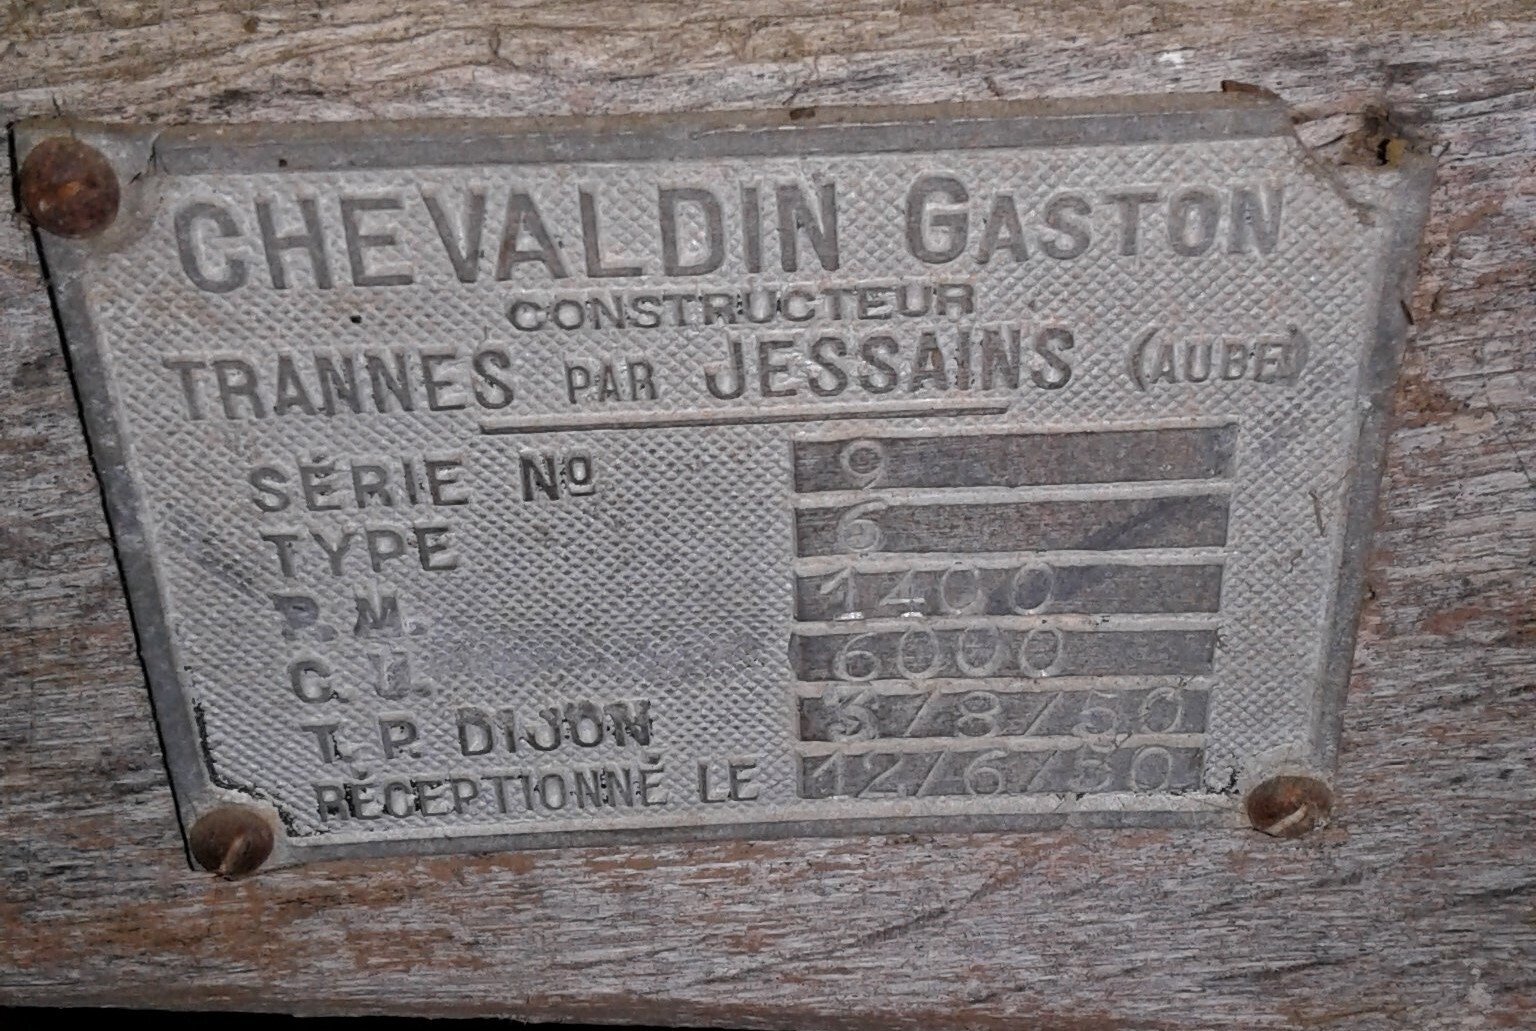 CHEVALDIN GASTON
CONSTRUCTEUR
TRANNES PAR JESSAINS (AUBE)
SÉRIE Nº 9
TYPE 6
P.M. 1400
C.U. 6000
T.P. DIJON 3/8/50
RÉCEPTIONNÉ LE 12/6/50